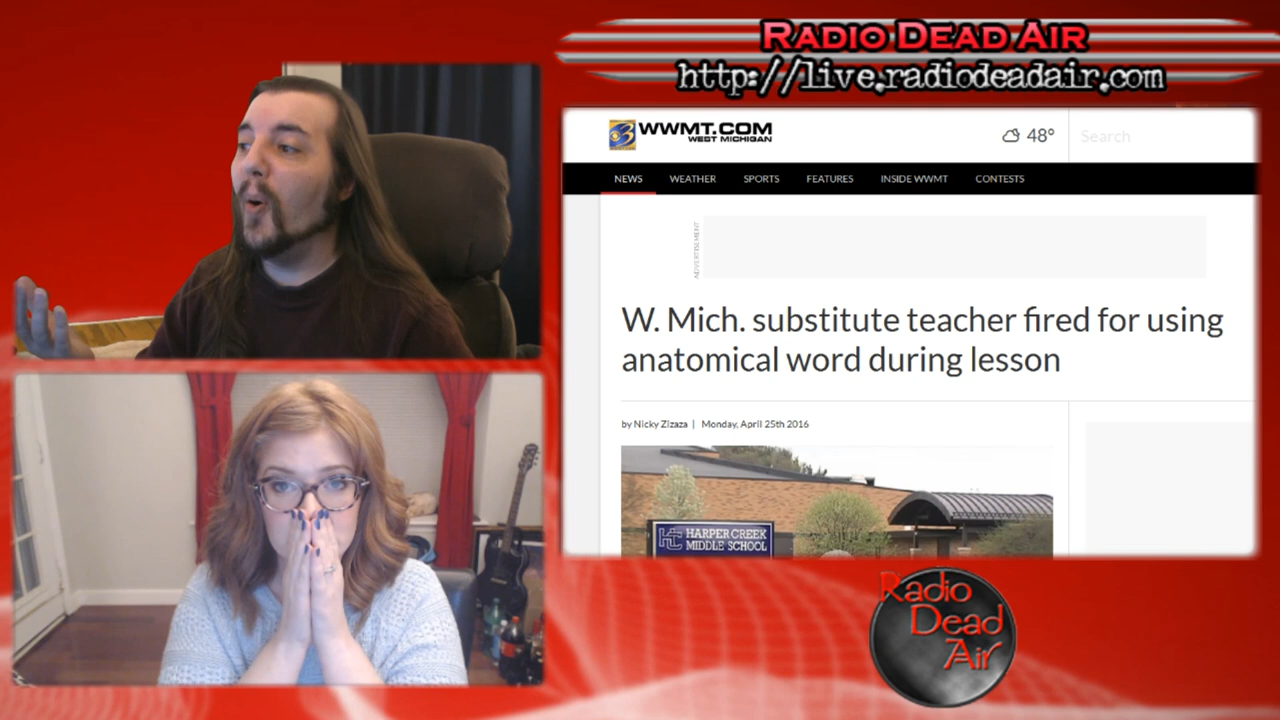 RADIO DEAD AIR
http://live.radiodeadair.com
3 WWMT.COM
WEST MICHIGAN
48°
Search
NEWS WEATHER SPORTS FEATURES INSIDE WWMT CONTESTS
ADVERTISEMENT
W. Mich. substitute teacher fired for using
anatomical word during lesson
by Nicky Zizaza | Monday, April 25th 2016
HC HARPER CREEK
MIDDLE SCHOOL
Radio
Dead
Air